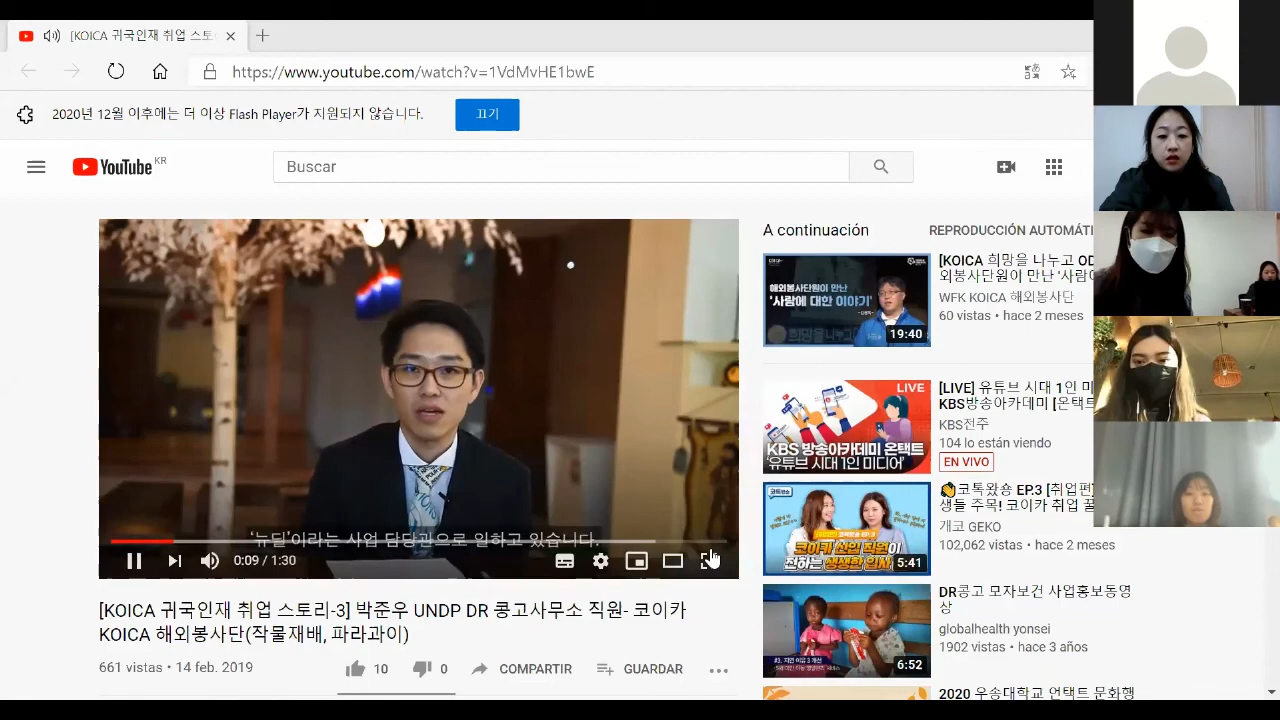 [KOICA 귀국인재 취업 스토
https://www.youtube.com/watch?v=1VdMvHE1bwE
2020년 12월 이후에는 더 이상 Flash Player가 지원되지 않습니다.
끄기
YouTube KR
Buscar
'뉴딜'이라는 사업 담당관으로 일하고 있습니다.
0:09 / 1:30
[KOICA 귀국인재 취업 스토리-3] 박준우 UNDP DR 콩고사무소 직원- 코이카
KOICA 해외봉사단(작물재배, 파라과이)
661 vistas • 14 feb. 2019
10
0
COMPARTIR
GUARDAR
A continuación
REPRODUCCIÓN AUTOMÁTI
해외봉사단원이 만난
'사람에 대한 이야기'
19:40
[KOICA 희망을 나누고 OD
외봉사단원이 만난 '사람이
WFK KOICA 해외봉사단
60 vistas • hace 2 meses
LIVE
KBS 방송아카데미 온택트
'유튜브 시대 1인 미디어'
[LIVE] 유튜브 시대 1인 미
KBS방송아카데미 [온택트
KBS전주
104 lo están viendo
EN VIVO
코이카 신입 직원이
전하는 생생한 입사
5:41
코톡왔숑 EP.3 [취업편]
생들 주목! 코이카 취업 꿀
개코 GEKO
102,062 vistas • hace 2 meses
#3. 지연 이유 3 개선
6:52
DR콩고 모자보건 사업홍보동영
상
globalhealth yonsei
1902 vistas • hace 3 años
2020 우송대학교 언택트 문화행